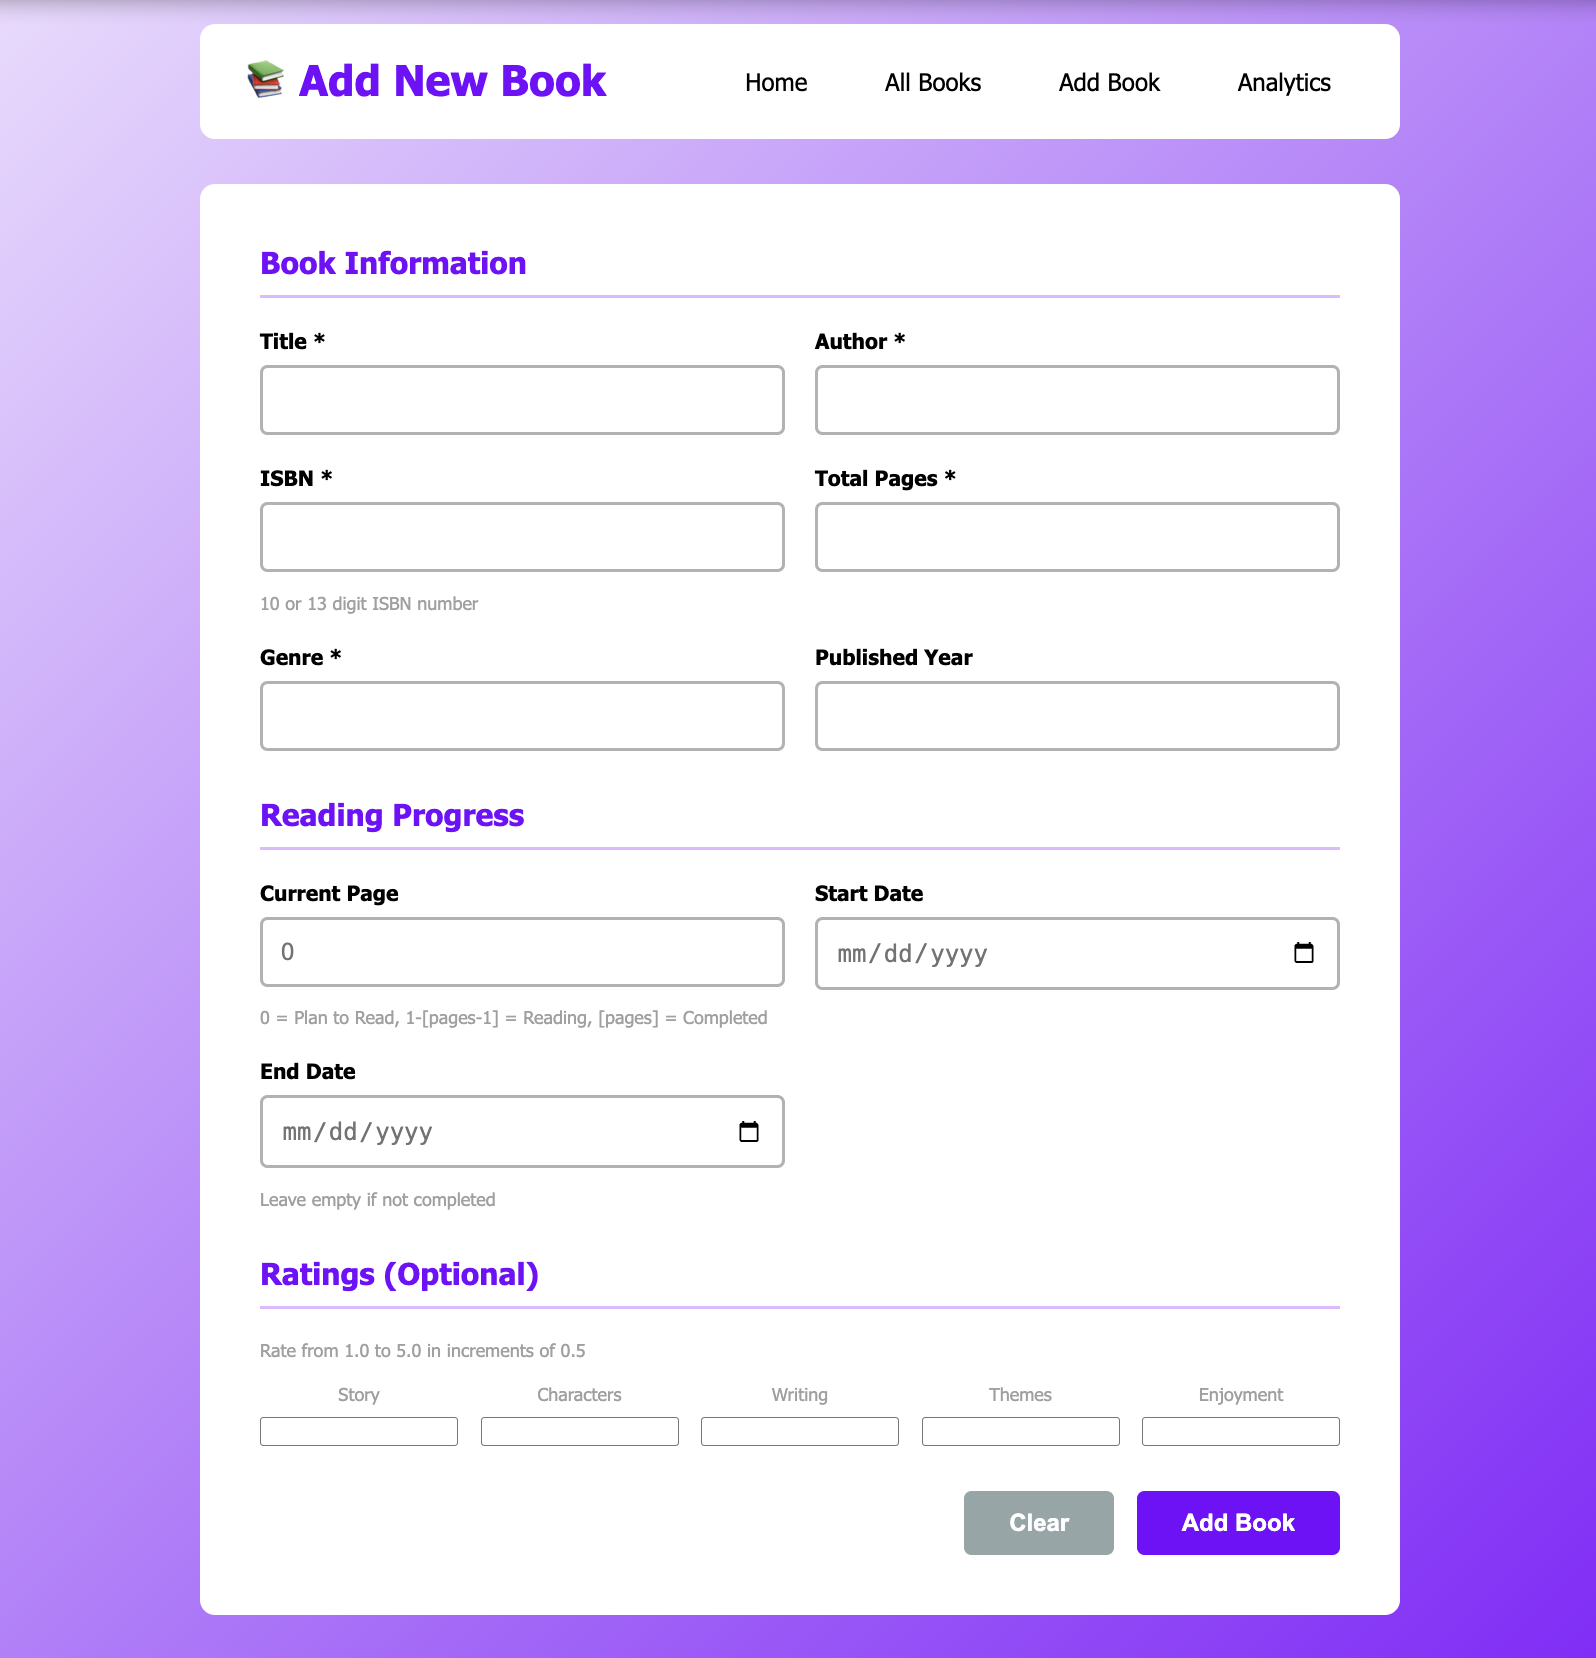 📚 Add New Book
Home
All Books
Add Book
Analytics
Book Information
Title *
Author *
ISBN *
Total Pages *
10 or 13 digit ISBN number
Genre *
Published Year
Reading Progress
Current Page
Start Date
0
mm/dd/yyyy
0 = Plan to Read, 1-[pages-1] = Reading, [pages] = Completed
End Date
mm/dd/yyyy
Leave empty if not completed
Ratings (Optional)
Rate from 1.0 to 5.0 in increments of 0.5
Story
Characters
Writing
Themes
Enjoyment
Clear
Add Book